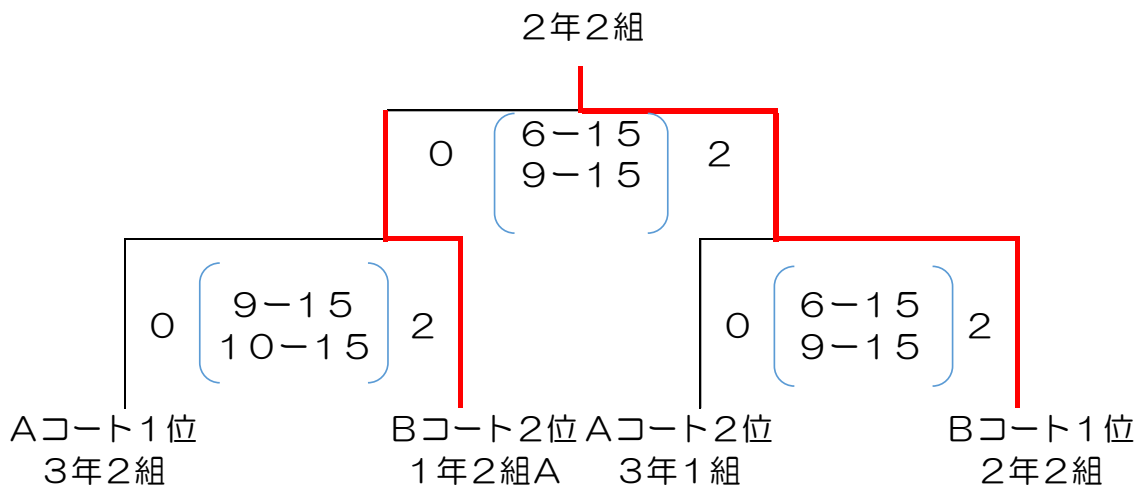 ２年２組
０
６－１５
９－１５
２
０
９－１５
１０－１５
２
０
６－１５
９－１５
２
Ａコート１位
３年２組
Ｂコート２位
１年２組Ａ
Ａコート２位
３年１組
Ｂコート１位
２年２組